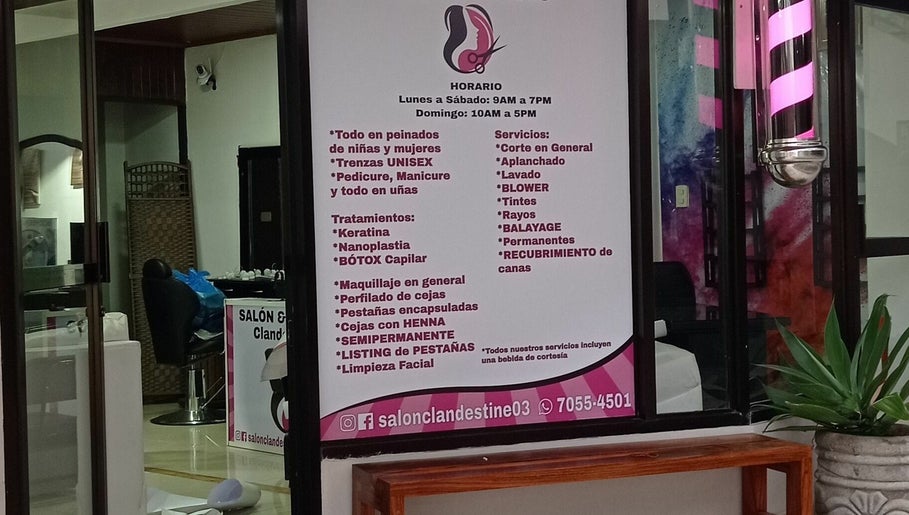 HORARIO
Lunes a Sábado: 9AM a 7PM
Domingo: 10AM a 5PM
*Todo en peinados
de niñas y mujeres
*Trenzas UNISEX
*Pedicure, Manicure
y todo en uñas
Tratamientos:
*Keratina
*Nanoplastia
*BÓTOX Capilar
*Maquillaje en general
*Perfilado de cejas
*Pestañas encapsuladas
*Cejas con HENNA
*SEMIPERMANENTE
*LISTING de PESTAÑAS
*Limpieza Facial
Servicios:
*Corte en General
*Aplanchado
*Lavado
*BLOWER
*Tintes
*Rayos
*BALAYAGE
*Permanentes
*RECUBRIMIENTO de
canas
*Todos nuestros servicios incluyen
una bebida de cortesía
salonclandestine03 7055-4501
SALÓN &
Cland
salonclandes